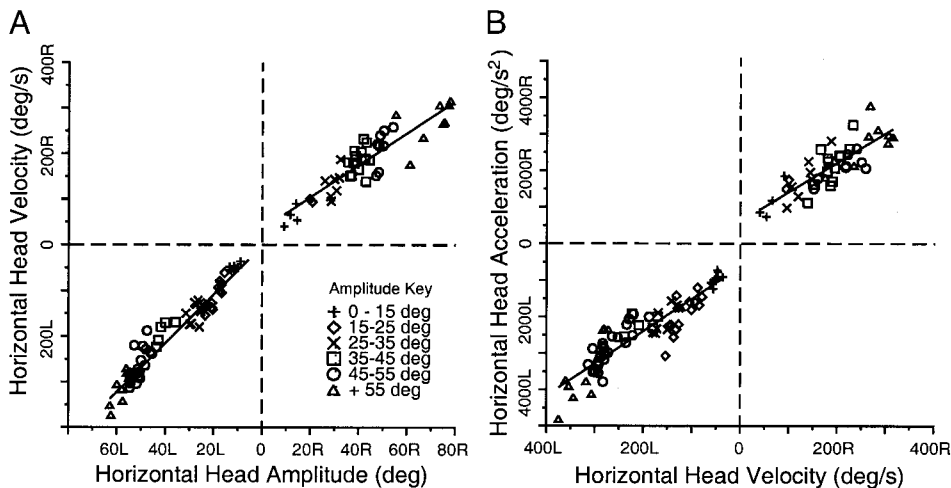 A
Horizontal Head Velocity (deg/s)
400R
200R
0
200L
60L 40L 20L 0 20R 40R 60R 80R
Horizontal Head Amplitude (deg)
Amplitude Key
+ 0 - 15 deg
◇ 15-25 deg
× 25-35 deg
□ 35-45 deg
○ 45-55 deg
△ + 55 deg
B
Horizontal Head Acceleration (deg/s²)
4000R
2000R
0
2000L
4000L
400L 200L 0 200R 400R
Horizontal Head Velocity (deg/s)